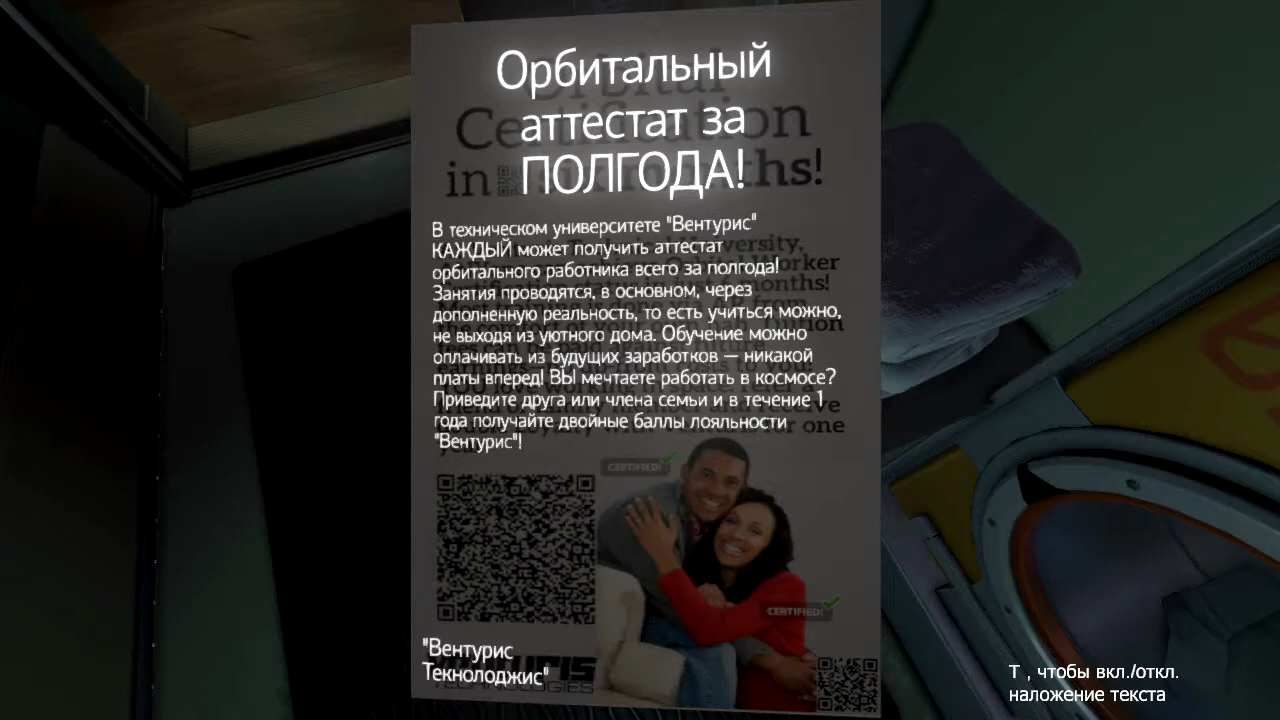 Орбитальный
аттестат за
ПОЛГОДА!
В техническом университете "Вентурис"
КАЖДЫЙ может получить аттестат
орбитального работника всего за полгода!
Занятия проводятся, в основном, через
дополненную реальность, то есть учиться можно,
не выходя из уютного дома. Обучение можно
оплачивать из будущих заработков — никакой
платы вперед! ВЫ мечтаете работать в космосе?
Приведите друга или члена семьи и в течение 1
года получайте двойные баллы лояльности
"Вентурис"!
CERTIFIED!
CERTIFIED!
"Вентурис
Текнолоджис"
T , чтобы вкл./откл.
наложение текста